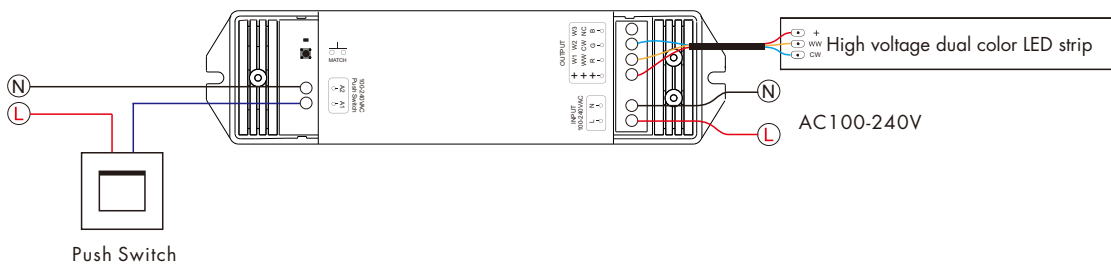 N
L
Push Switch
MATCH
A2
A1
Push Switch
100-240VAC
OUTPUT
W3 NC B
W2 CW G
W1 WW R
+ + +
INPUT
100-240VAC
N
L
+
WW
CW
High voltage dual color LED strip
N
L
AC100-240V